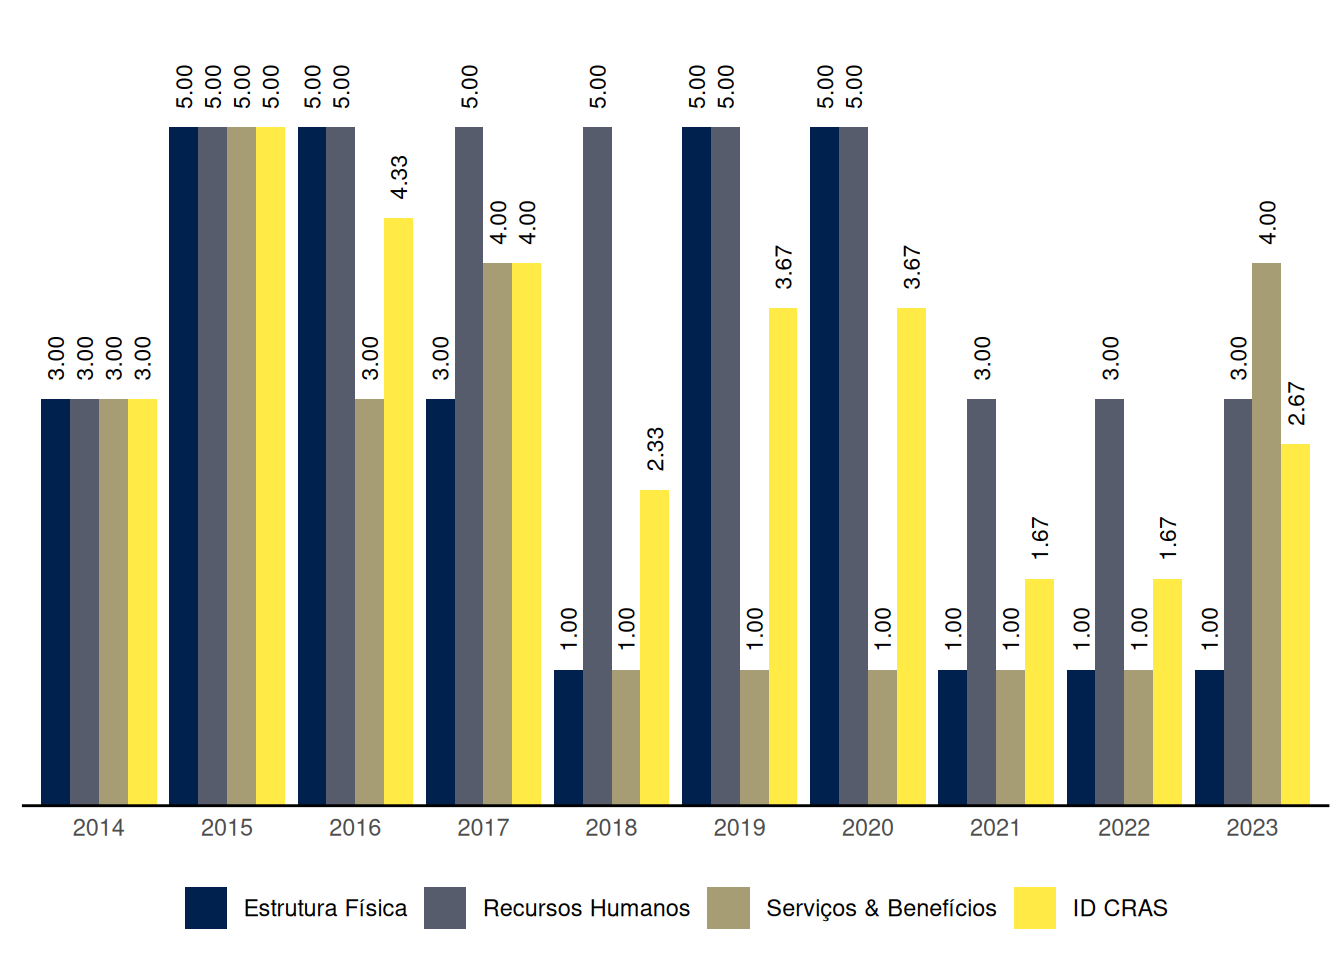 5.00 5.00 5.00 5.00 5.00 5.00 5.00 5.00 5.00 5.00 5.00 5.00
4.33
4.00 4.00 4.00
3.67 3.67
3.00 3.00 3.00 3.00 3.00 3.00 3.00 3.00 3.00
2.67
2.33
1.67 1.67
1.00 1.00 1.00 1.00 1.00 1.00 1.00 1.00 1.00
2014 2015 2016 2017 2018 2019 2020 2021 2022 2023
Estrutura Física Recursos Humanos Serviços & Benefícios ID CRAS